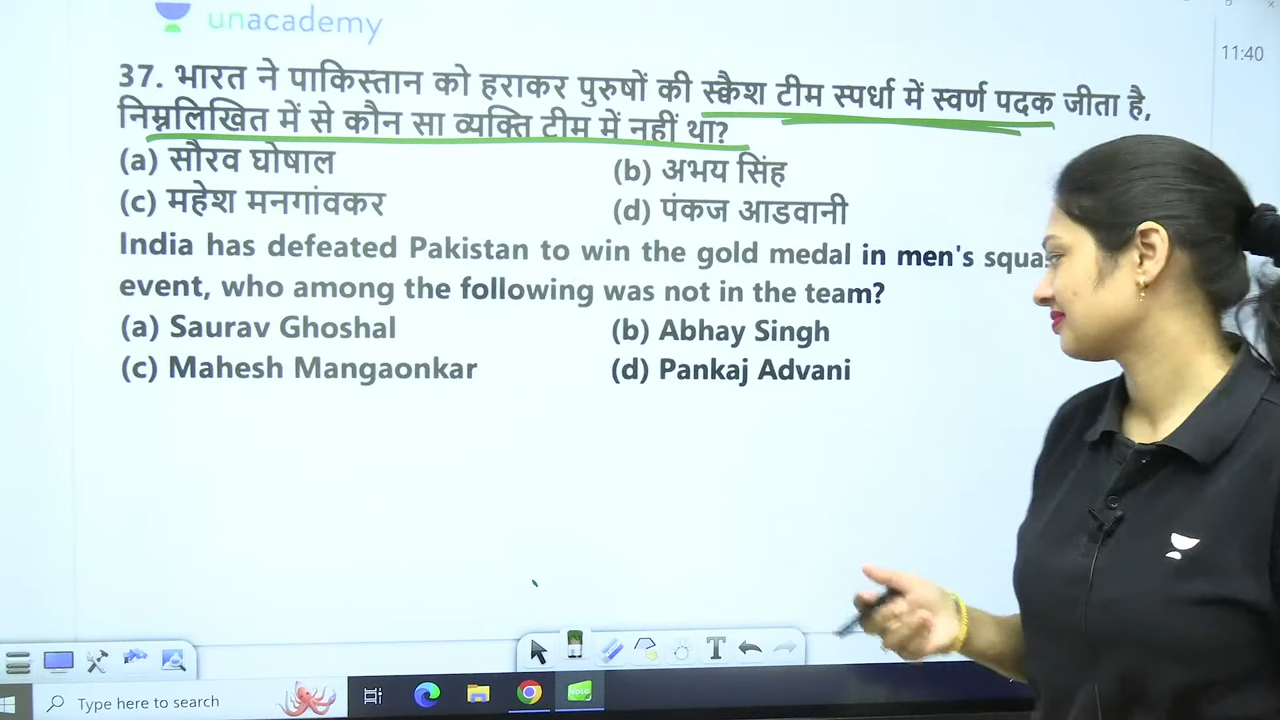 unacademy
11:40
37. भारत ने पाकिस्तान को हराकर पुरुषों की स्कैश टीम स्पर्धा में स्वर्ण पदक जीता है,
निम्नलिखित में से कौन सा व्यक्ति टीम में नहीं था?
(a) सौरव घोषाल (b) अभय सिंह
(c) महेश मनगांवकर (d) पंकज आडवानी
India has defeated Pakistan to win the gold medal in men's
event, who among the following was not in the team?
(a) Saurav Ghoshal (b) Abhay Singh
(c) Mahesh Mangaonkar (d) Pankaj Advani
T
Type here to search